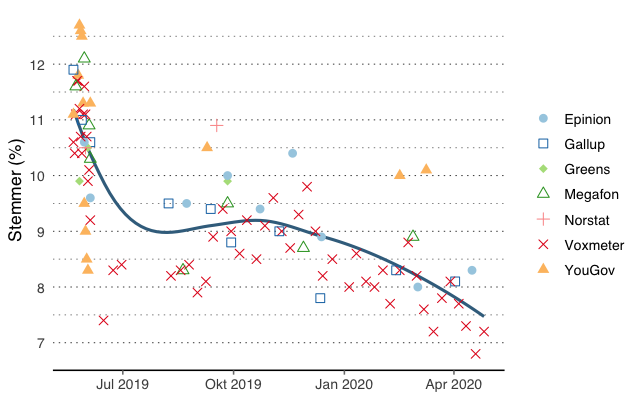 Stemmer (%)
12
11
10
9
8
7
Jul 2019
Okt 2019
Jan 2020
Apr 2020
Epinion
Gallup
Greens
Megafon
Norstat
Voxmeter
YouGov